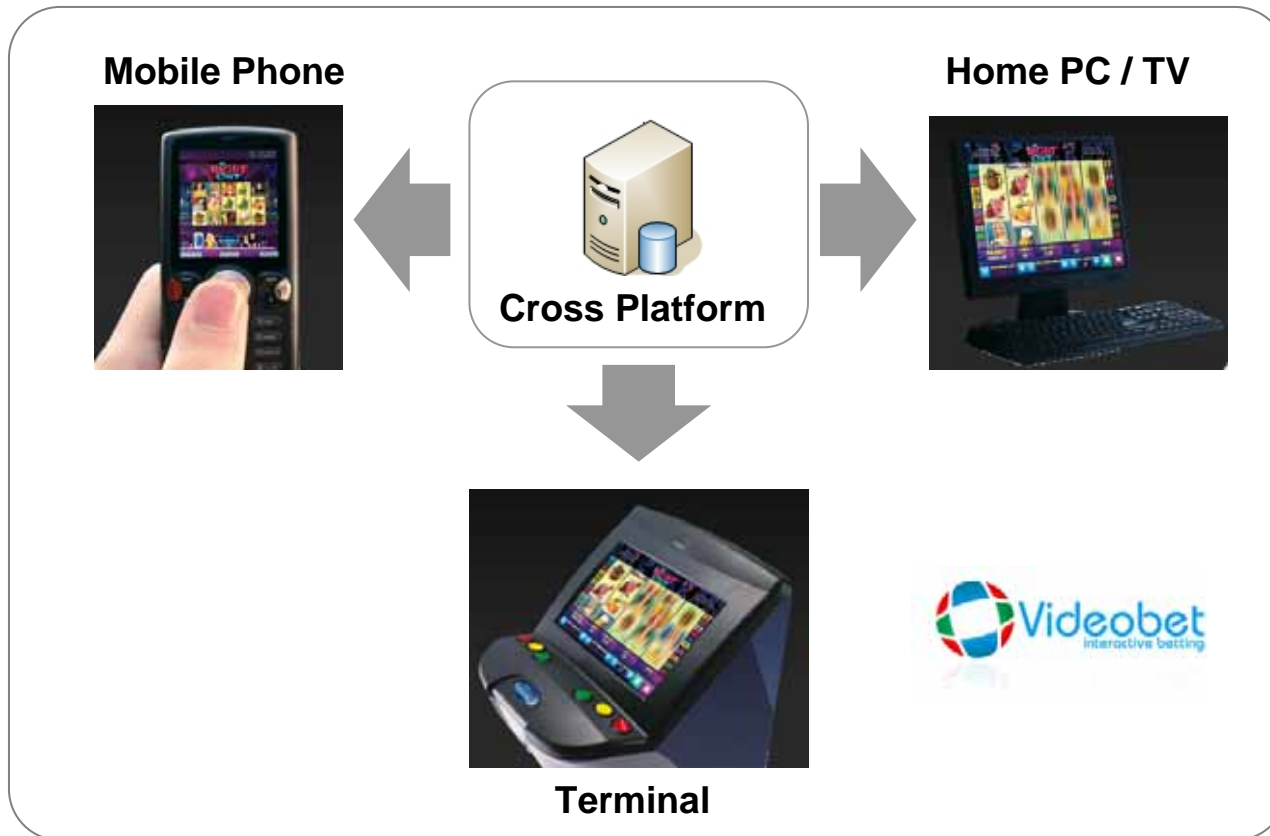 Mobile Phone
Home PC / TV
Cross Platform
Videobet
interactive betting
Terminal